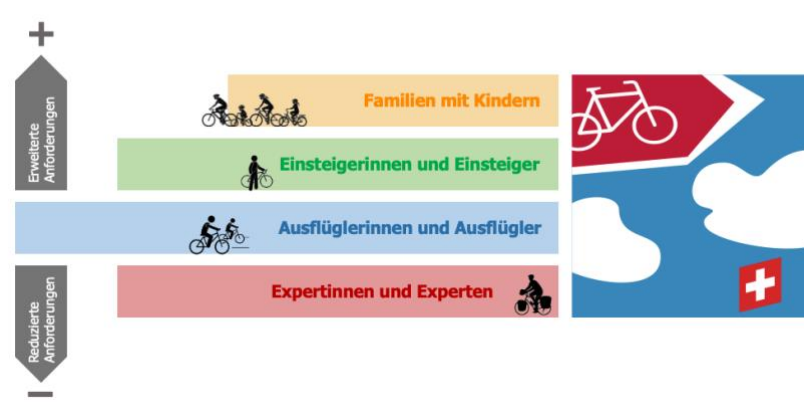 +
Erweiterte
Anforderungen
Familien mit Kindern
Einsteigerinnen und Einsteiger
Ausflüglerinnen und Ausflügler
Expertinnen und Experten
Reduzierte
Anforderungen
–